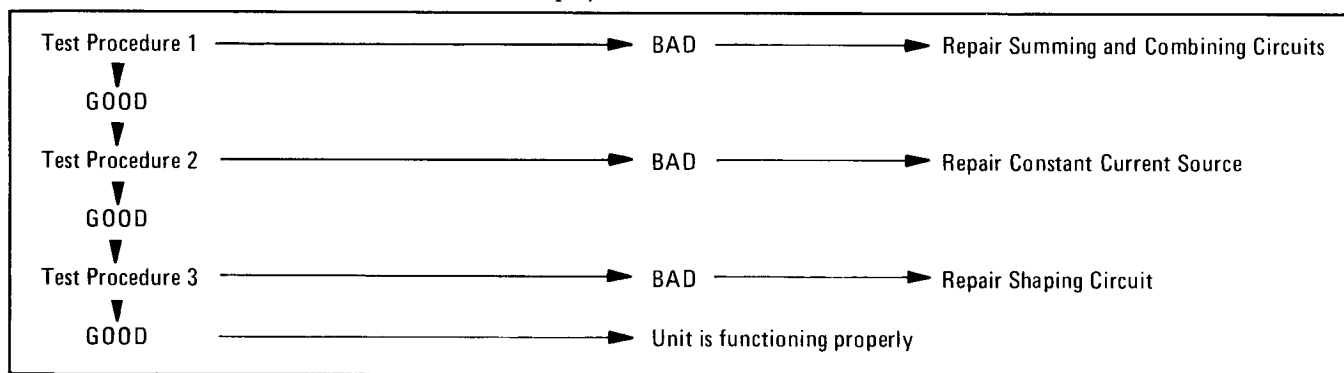 Test Procedure 1 BAD Repair Summing and Combining Circuits
GOOD
Test Procedure 2 BAD Repair Constant Current Source
GOOD
Test Procedure 3 BAD Repair Shaping Circuit
GOOD Unit is functioning properly